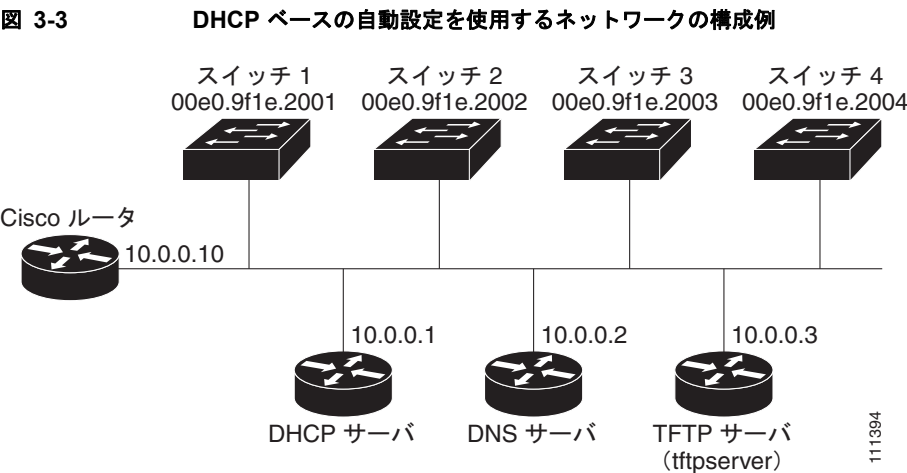 図 3-3 DHCP ベースの自動設定を使用するネットワークの構成例
スイッチ 1 スイッチ 2 スイッチ 3 スイッチ 4
00e0.9f1e.2001 00e0.9f1e.2002 00e0.9f1e.2003 00e0.9f1e.2004
Cisco ルータ
10.0.0.10
10.0.0.1 10.0.0.2 10.0.0.3
DHCP サーバ DNS サーバ TFTP サーバ
（tftpserver）
111394